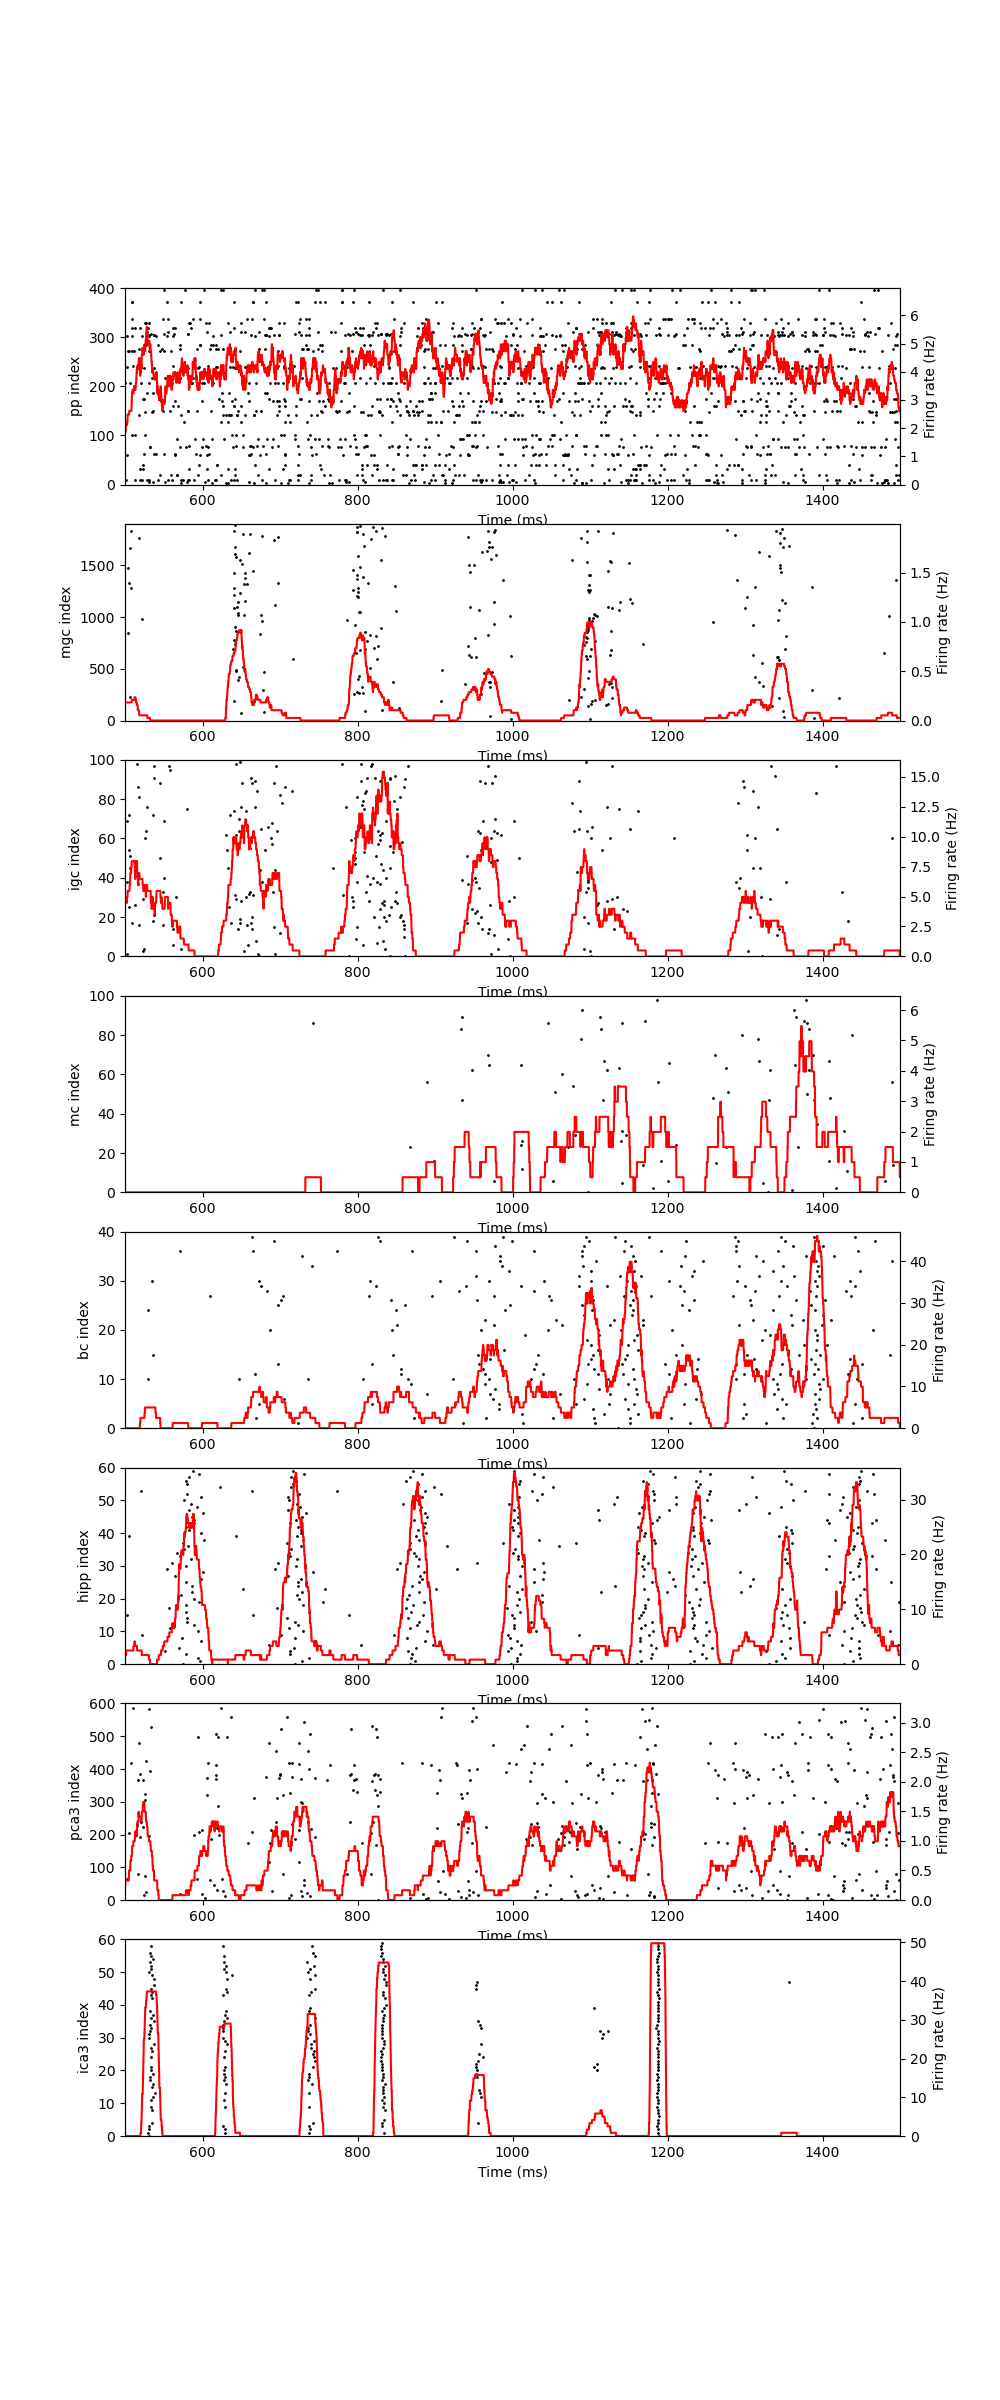 400
300
200
100
0
pp index
6
5
4
3
2
1
0
Firing rate (Hz)
600 800 1000 1200 1400
Time (ms)
1500
1000
500
0
mgc index
1.5
1.0
0.5
0.0
Firing rate (Hz)
600 800 1000 1200 1400
Time (ms)
100
80
60
40
20
0
igc index
15.0
12.5
10.0
7.5
5.0
2.5
0.0
Firing rate (Hz)
600 800 1000 1200 1400
Time (ms)
100
80
60
40
20
0
mc index
6
5
4
3
2
1
0
Firing rate (Hz)
600 800 1000 1200 1400
Time (ms)
40
30
20
10
0
bc index
40
30
20
10
0
Firing rate (Hz)
600 800 1000 1200 1400
Time (ms)
60
50
40
30
20
10
0
hipp index
30
20
10
0
Firing rate (Hz)
600 800 1000 1200 1400
Time (ms)
600
500
400
300
200
100
0
pca3 index
3.0
2.5
2.0
1.5
1.0
0.5
0.0
Firing rate (Hz)
600 800 1000 1200 1400
Time (ms)
60
50
40
30
20
10
0
ica3 index
50
40
30
20
10
0
Firing rate (Hz)
600 800 1000 1200 1400
Time (ms)